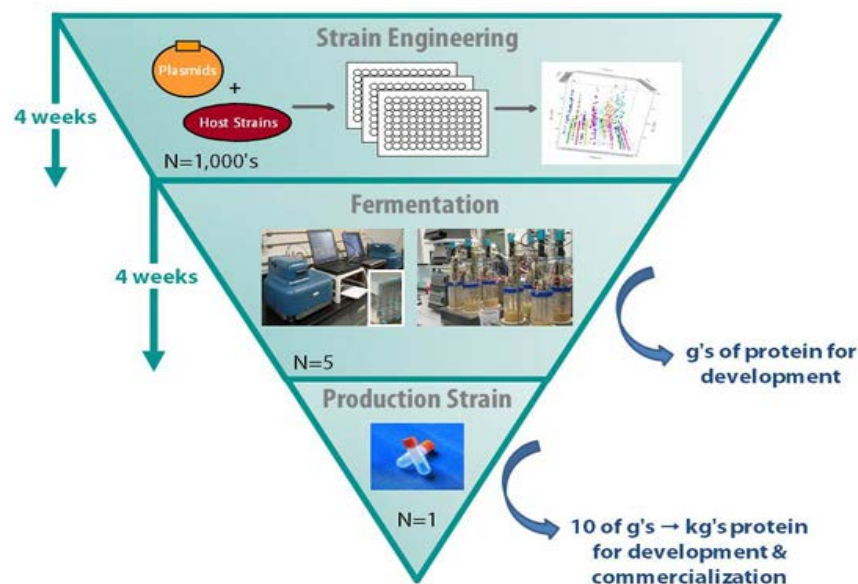 Strain Engineering
Plasmids
+
Host Strains
N=1,000's
4 weeks
Fermentation
4 weeks
N=5
g's of protein for
development
Production Strain
N=1
10 of g's → kg's protein
for development &
commercialization